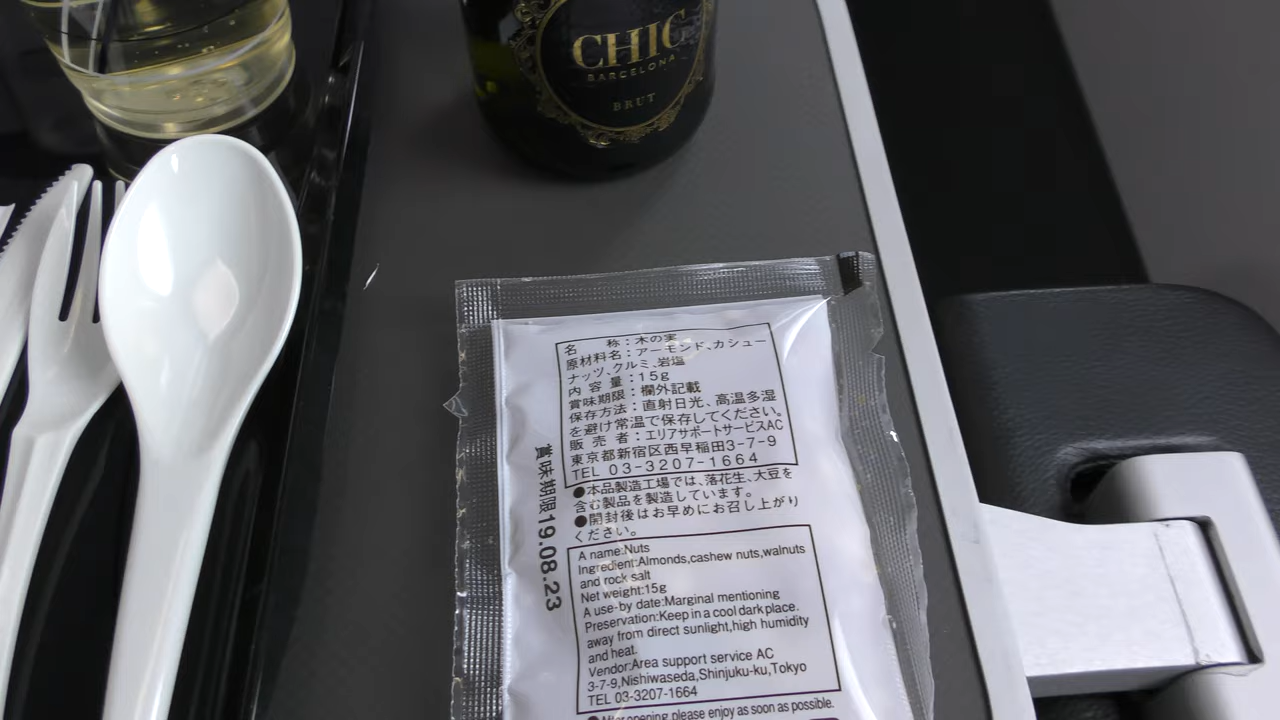 CHIC
BARCELONA
BRUT
名　　称：木の実
原材料名：アーモンド、カシュー
ナッツ、クルミ、岩塩
内 容 量：15g
賞味期限：欄外記載
保存方法：直射日光、高温多湿
を避け常温で保存してください。
販 売 者：エリアサポートサービスAC
東京都新宿区西早稲田3-7-9
TEL 03-3207-1664
●本品製造工場では、落花生、大豆を
含む製品を製造しています。
●開封後はお早めにお召し上がり
ください。
賞味期限19.08.23
A name:Nuts
Ingredient:Almonds,cashew nuts,walnuts
and rock salt
Net weight:15g
A use-by date:Marginal mentioning
Preservation:Keep in a cool dark place.
away from direct sunlight,high humidity
and heat.
Vendor:Area support service AC
3-7-9,Nishiwaseda,Shinjuku-ku,Tokyo
TEL 03-3207-1664
●After opening please enjoy as soon as possible.